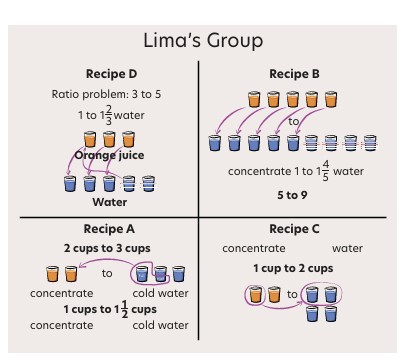 Lima's Group
Recipe D
Ratio problem: 3 to 5
1 to 1 2/3 water
Orange juice
Water
Recipe B
to
concentrate 1 to 1 4/5 water
5 to 9
Recipe A
2 cups to 3 cups
to
concentrate cold water
1 cups to 1 1/2 cups
concentrate cold water
Recipe C
concentrate water
1 cup to 2 cups
to